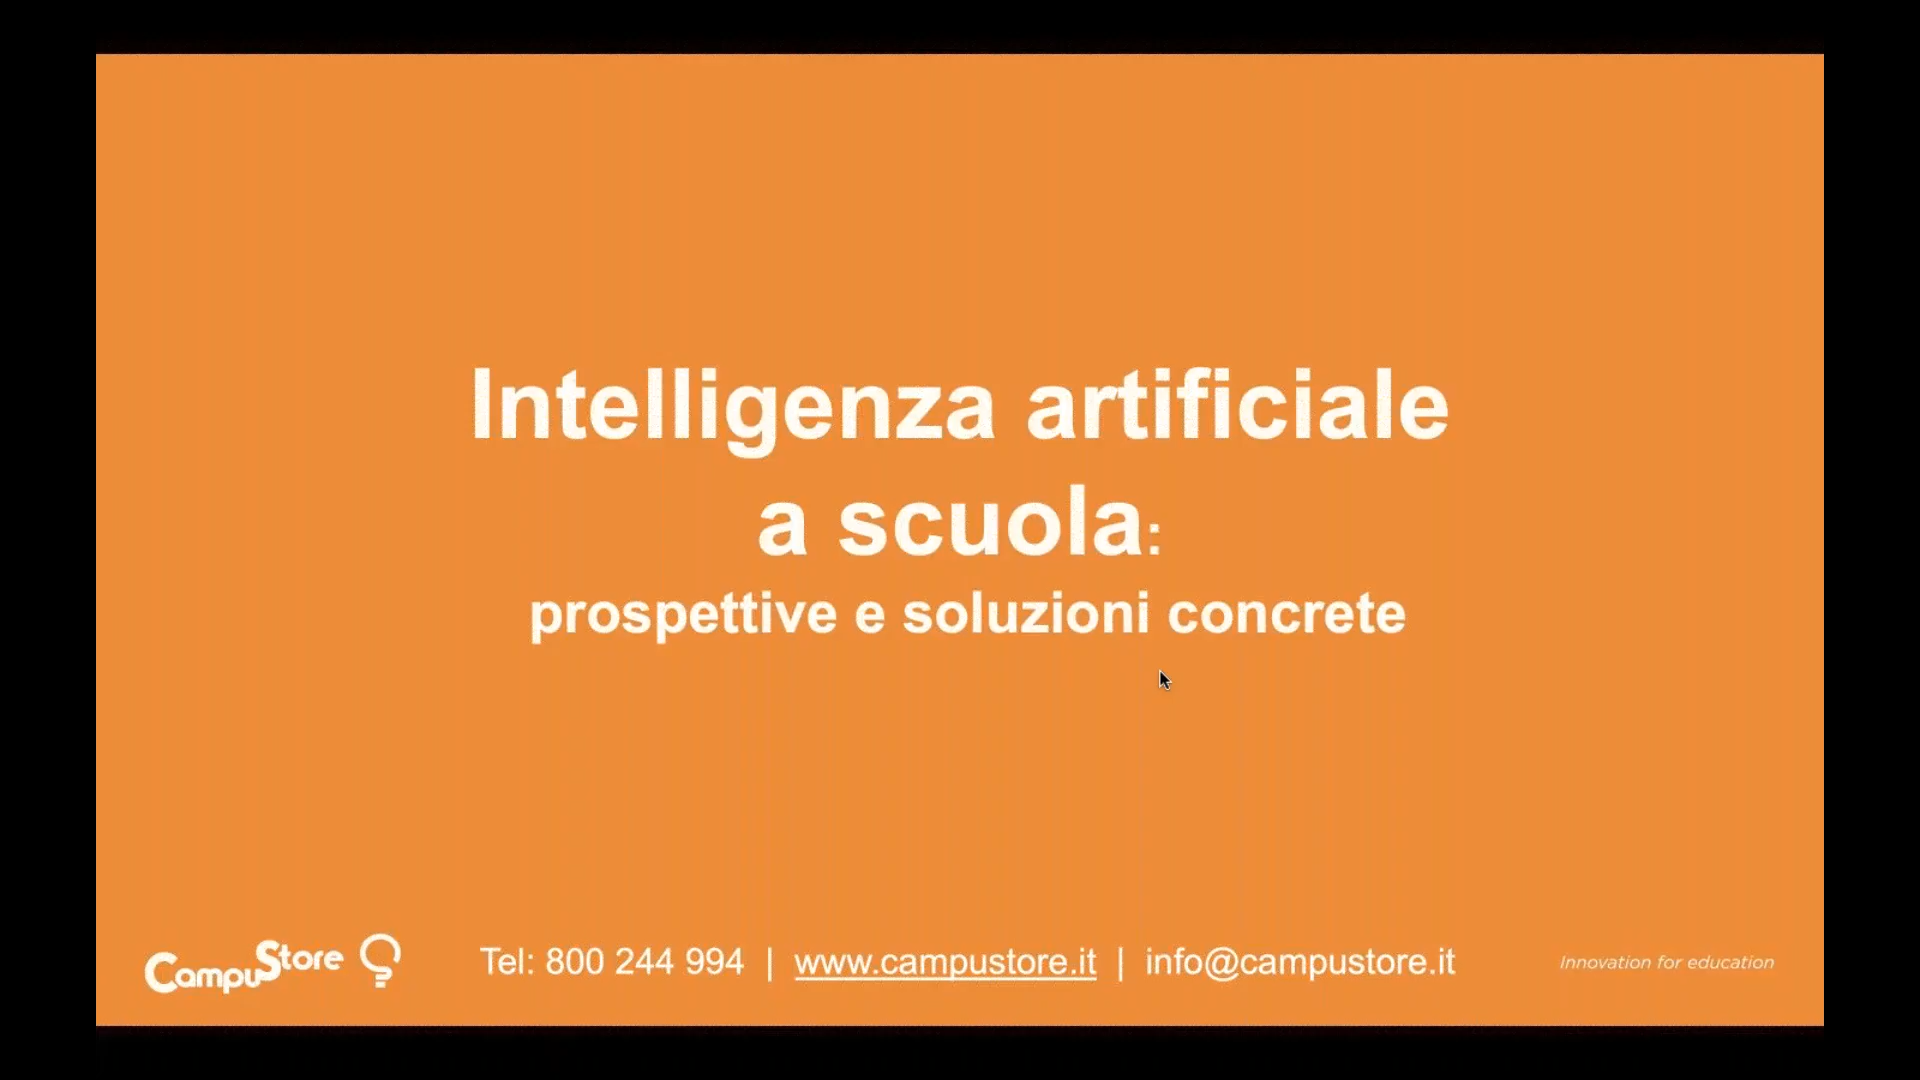 Intelligenza artificiale
a scuola:
prospettive e soluzioni concrete
CampuStore
Tel: 800 244 994 | www.campustore.it | info@campustore.it
Innovation for education